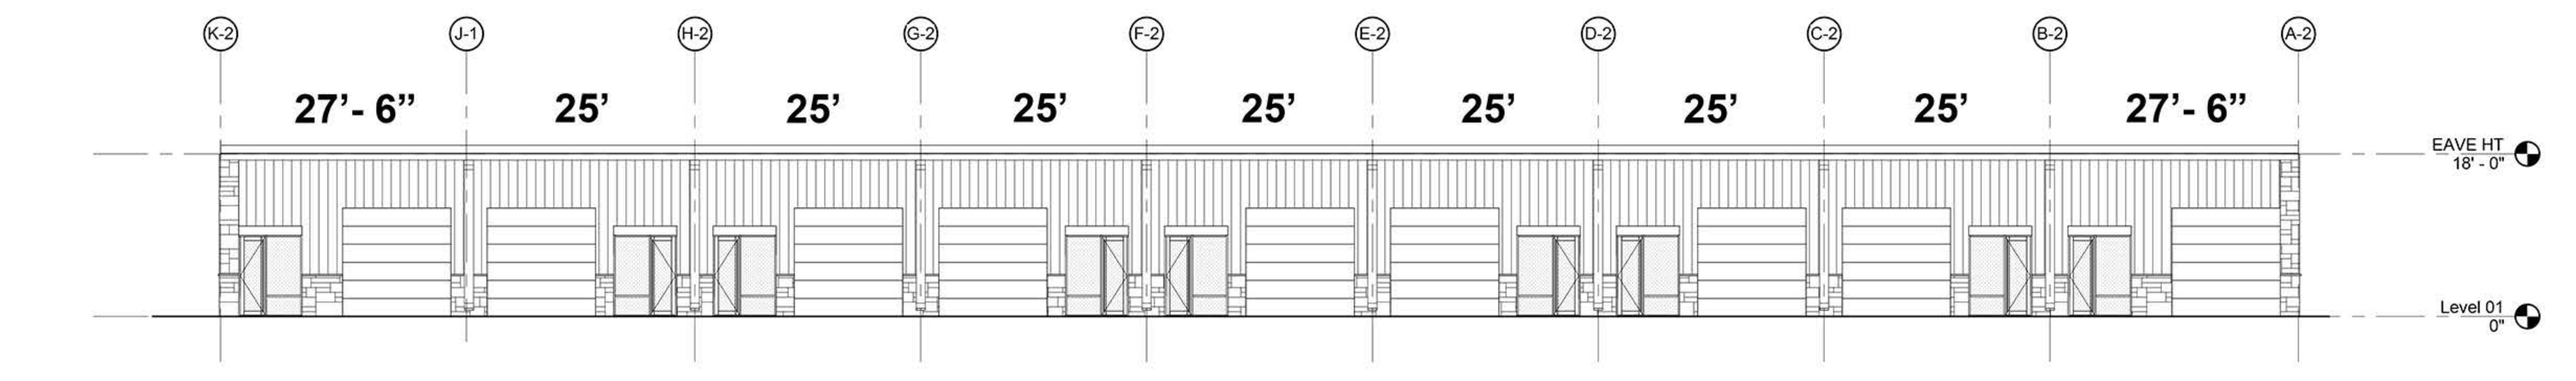 K-2 J-1 H-2 G-2 F-2 E-2 D-2 C-2 B-2 A-2
27’- 6” 25’ 25’ 25’ 25’ 25’ 25’ 25’ 27’- 6”
EAVE HT
18' - 0"
Level 01
0"